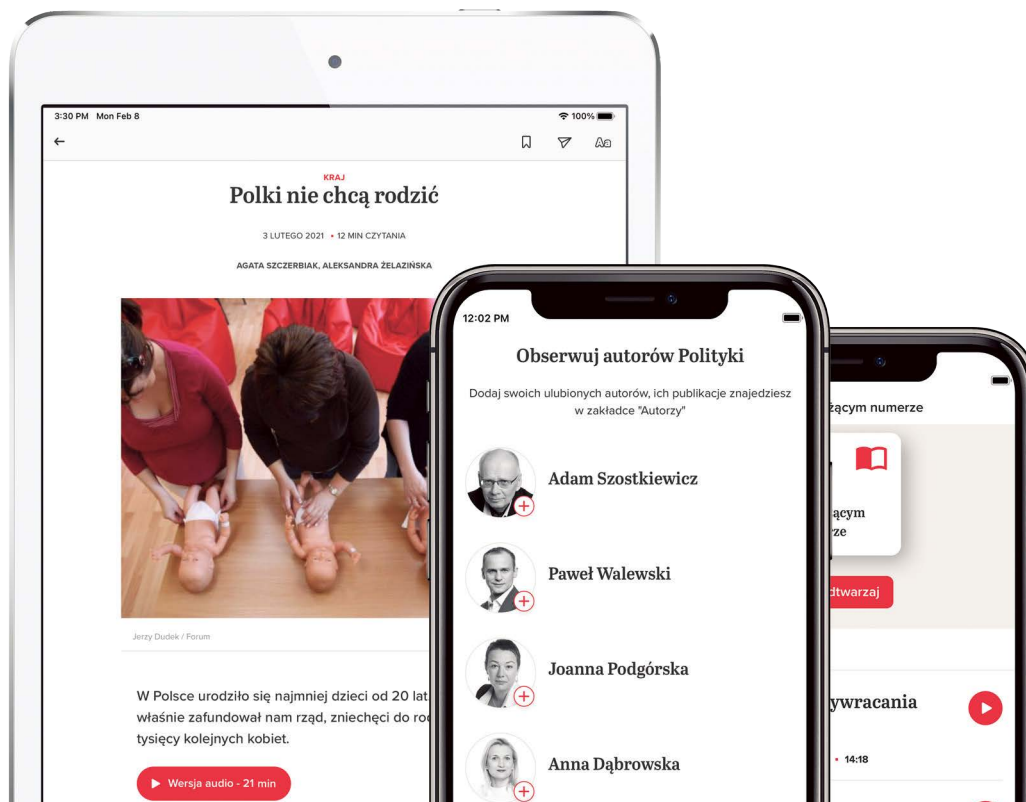 3:30 PM Mon Feb 8
100%
Aa
KRAJ
Polki nie chcą rodzić
3 LUTEGO 2021 • 12 MIN CZYTANIA
AGATA SZCZERBIAK, ALEKSANDRA ŻELAZIŃSKA
Jerzy Dudek / Forum
W Polsce urodziło się najmniej dzieci od 20 lat.
właśnie zafundował nam rząd, zniechęci do
tysięcy kolejnych kobiet.
Wersja audio - 21 min
12:02 PM
Obserwuj autorów Polityki
Dodaj swoich ulubionych autorów, ich publikacje znajdziesz
w zakładce "Autorzy"
Adam Szostkiewicz
Paweł Walewski
Joanna Podgórska
Anna Dąbrowska
żącym numerze
ącym
ze
dtwarzaj
ywracania
• 14:18